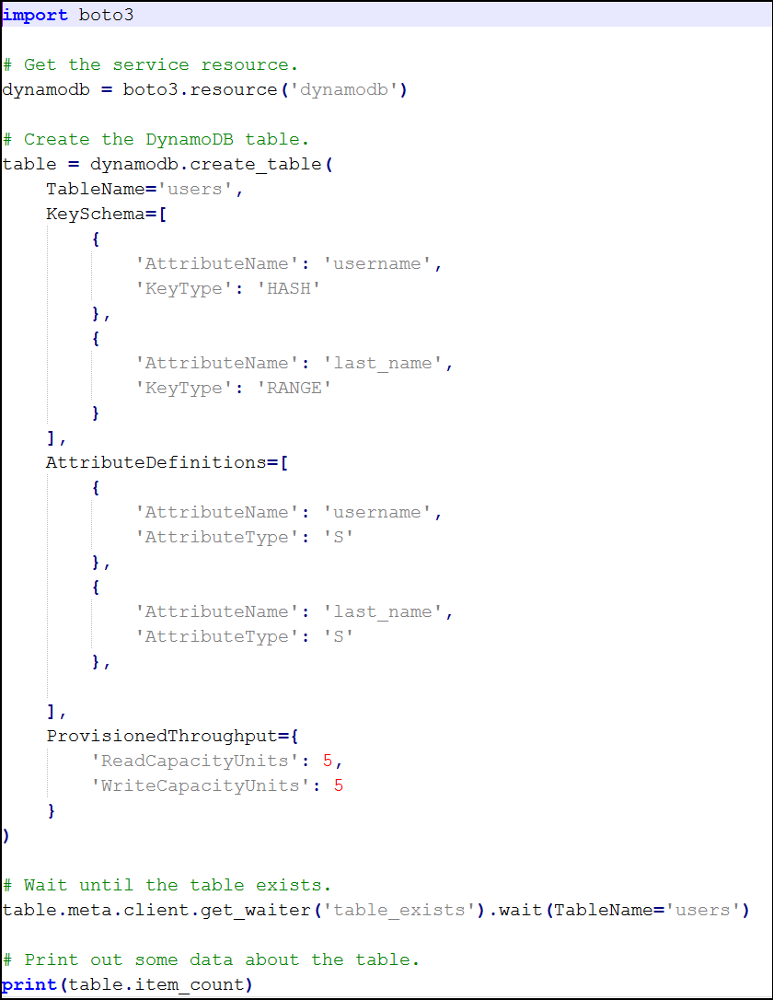 import boto3

# Get the service resource.
dynamodb = boto3.resource('dynamodb')

# Create the DynamoDB table.
table = dynamodb.create_table(
    TableName='users',
    KeySchema=[
        {
            'AttributeName': 'username',
            'KeyType': 'HASH'
        },
        {
            'AttributeName': 'last_name',
            'KeyType': 'RANGE'
        }
    ],
    AttributeDefinitions=[
        {
            'AttributeName': 'username',
            'AttributeType': 'S'
        },
        {
            'AttributeName': 'last_name',
            'AttributeType': 'S'
        },

    ],
    ProvisionedThroughput={
        'ReadCapacityUnits': 5,
        'WriteCapacityUnits': 5
    }
)

# Wait until the table exists.
table.meta.client.get_waiter('table_exists').wait(TableName='users')

# Print out some data about the table.
print(table.item_count)